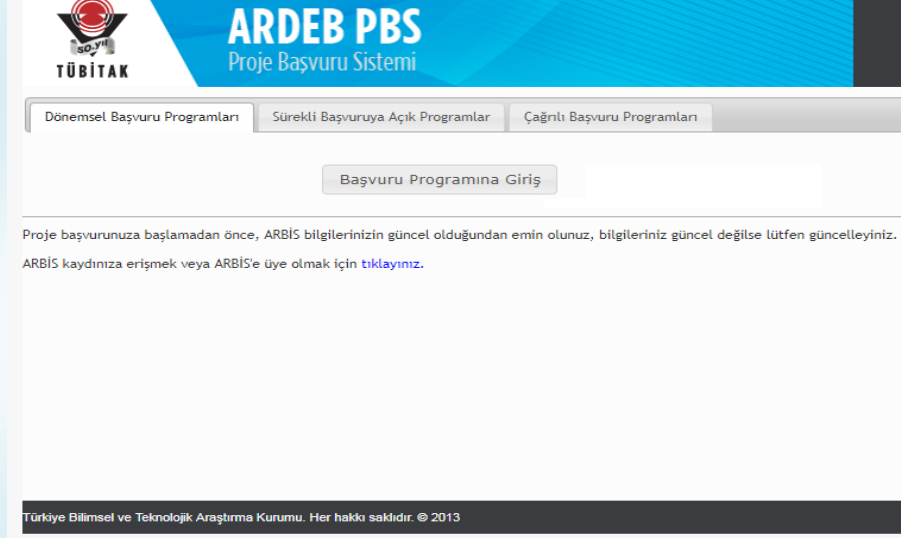 50.yıl
TÜBİTAK
ARDEB PBS
Proje Başvuru Sistemi
Dönemsel Başvuru Programları
Sürekli Başvuruya Açık Programlar
Çağrılı Başvuru Programları
Başvuru Programına Giriş
Proje başvurunuza başlamadan önce, ARBİS bilgilerinizin güncel olduğundan emin olunuz, bilgileriniz güncel değilse lütfen güncelleyiniz.
ARBİS kaydınıza erişmek veya ARBİS'e üye olmak için tıklayınız.
Türkiye Bilimsel ve Teknolojik Araştırma Kurumu. Her hakkı saklıdır. © 2013